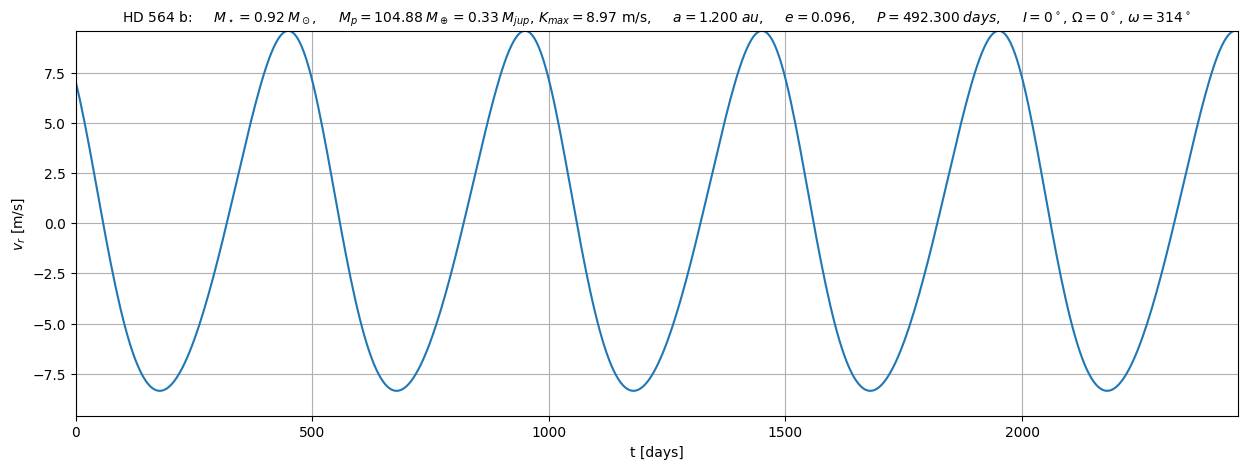 HD 564 b: M⋆ = 0.92 M⊙, Mp = 104.88 M⊕ = 0.33 Mjup, Kmax = 8.97 m/s, a = 1.200 au, e = 0.096, P = 492.300 days, I = 0°, Ω = 0°, ω = 314°
7.5
5.0
2.5
0.0
−2.5
−5.0
−7.5
vr [m/s]
0 500 1000 1500 2000
t [days]